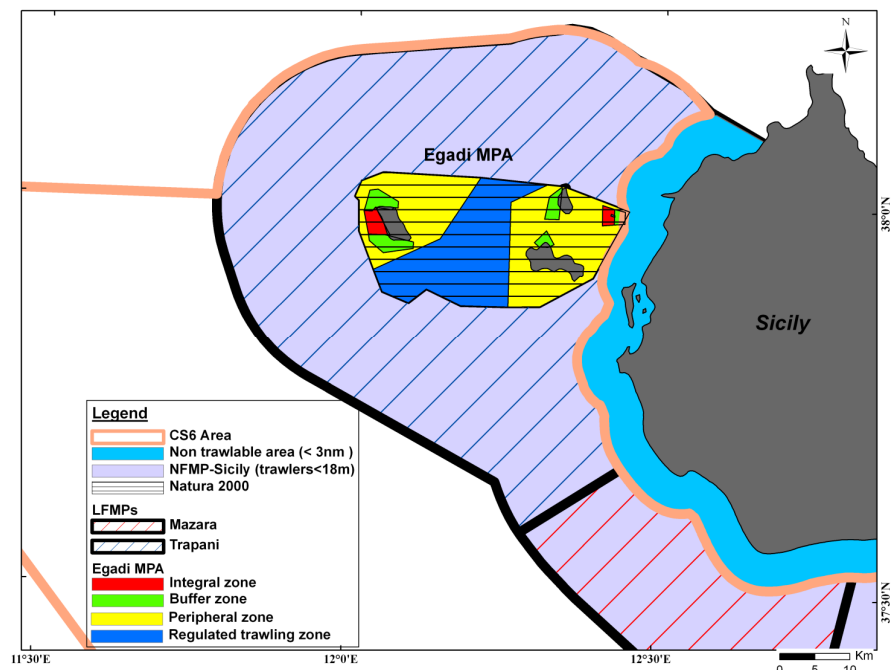 N
Egadi MPA
38°0'N
Sicily
Legend
CS6 Area
Non trawlable area (< 3nm )
NFMP-Sicily (trawlers<18m)
Natura 2000
LFMPs
Mazara
Trapani
Egadi MPA
Integral zone
Buffer zone
Peripheral zone
Regulated trawling zone
37°30'N
11°30'E
12°0'E
12°30'E
Km
0 5 10